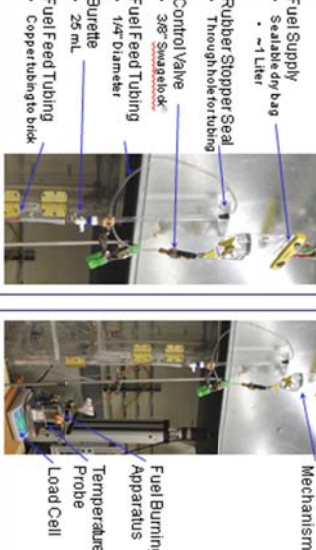 Fuel Supply
• Sealable dry bag
• ~1 Liter
Rubber Stopper Seal
• Through hole for tubing
Control Valve
• 3/8" Swagelock
Fuel Feed Tubing
• 1/4" Diameter
Burette
• 25 mL
Fuel Feed Tubing
• Copper tubing to brick
Mechanism
Fuel Burning
Apparatus
Temperature
Probe
Load Cell